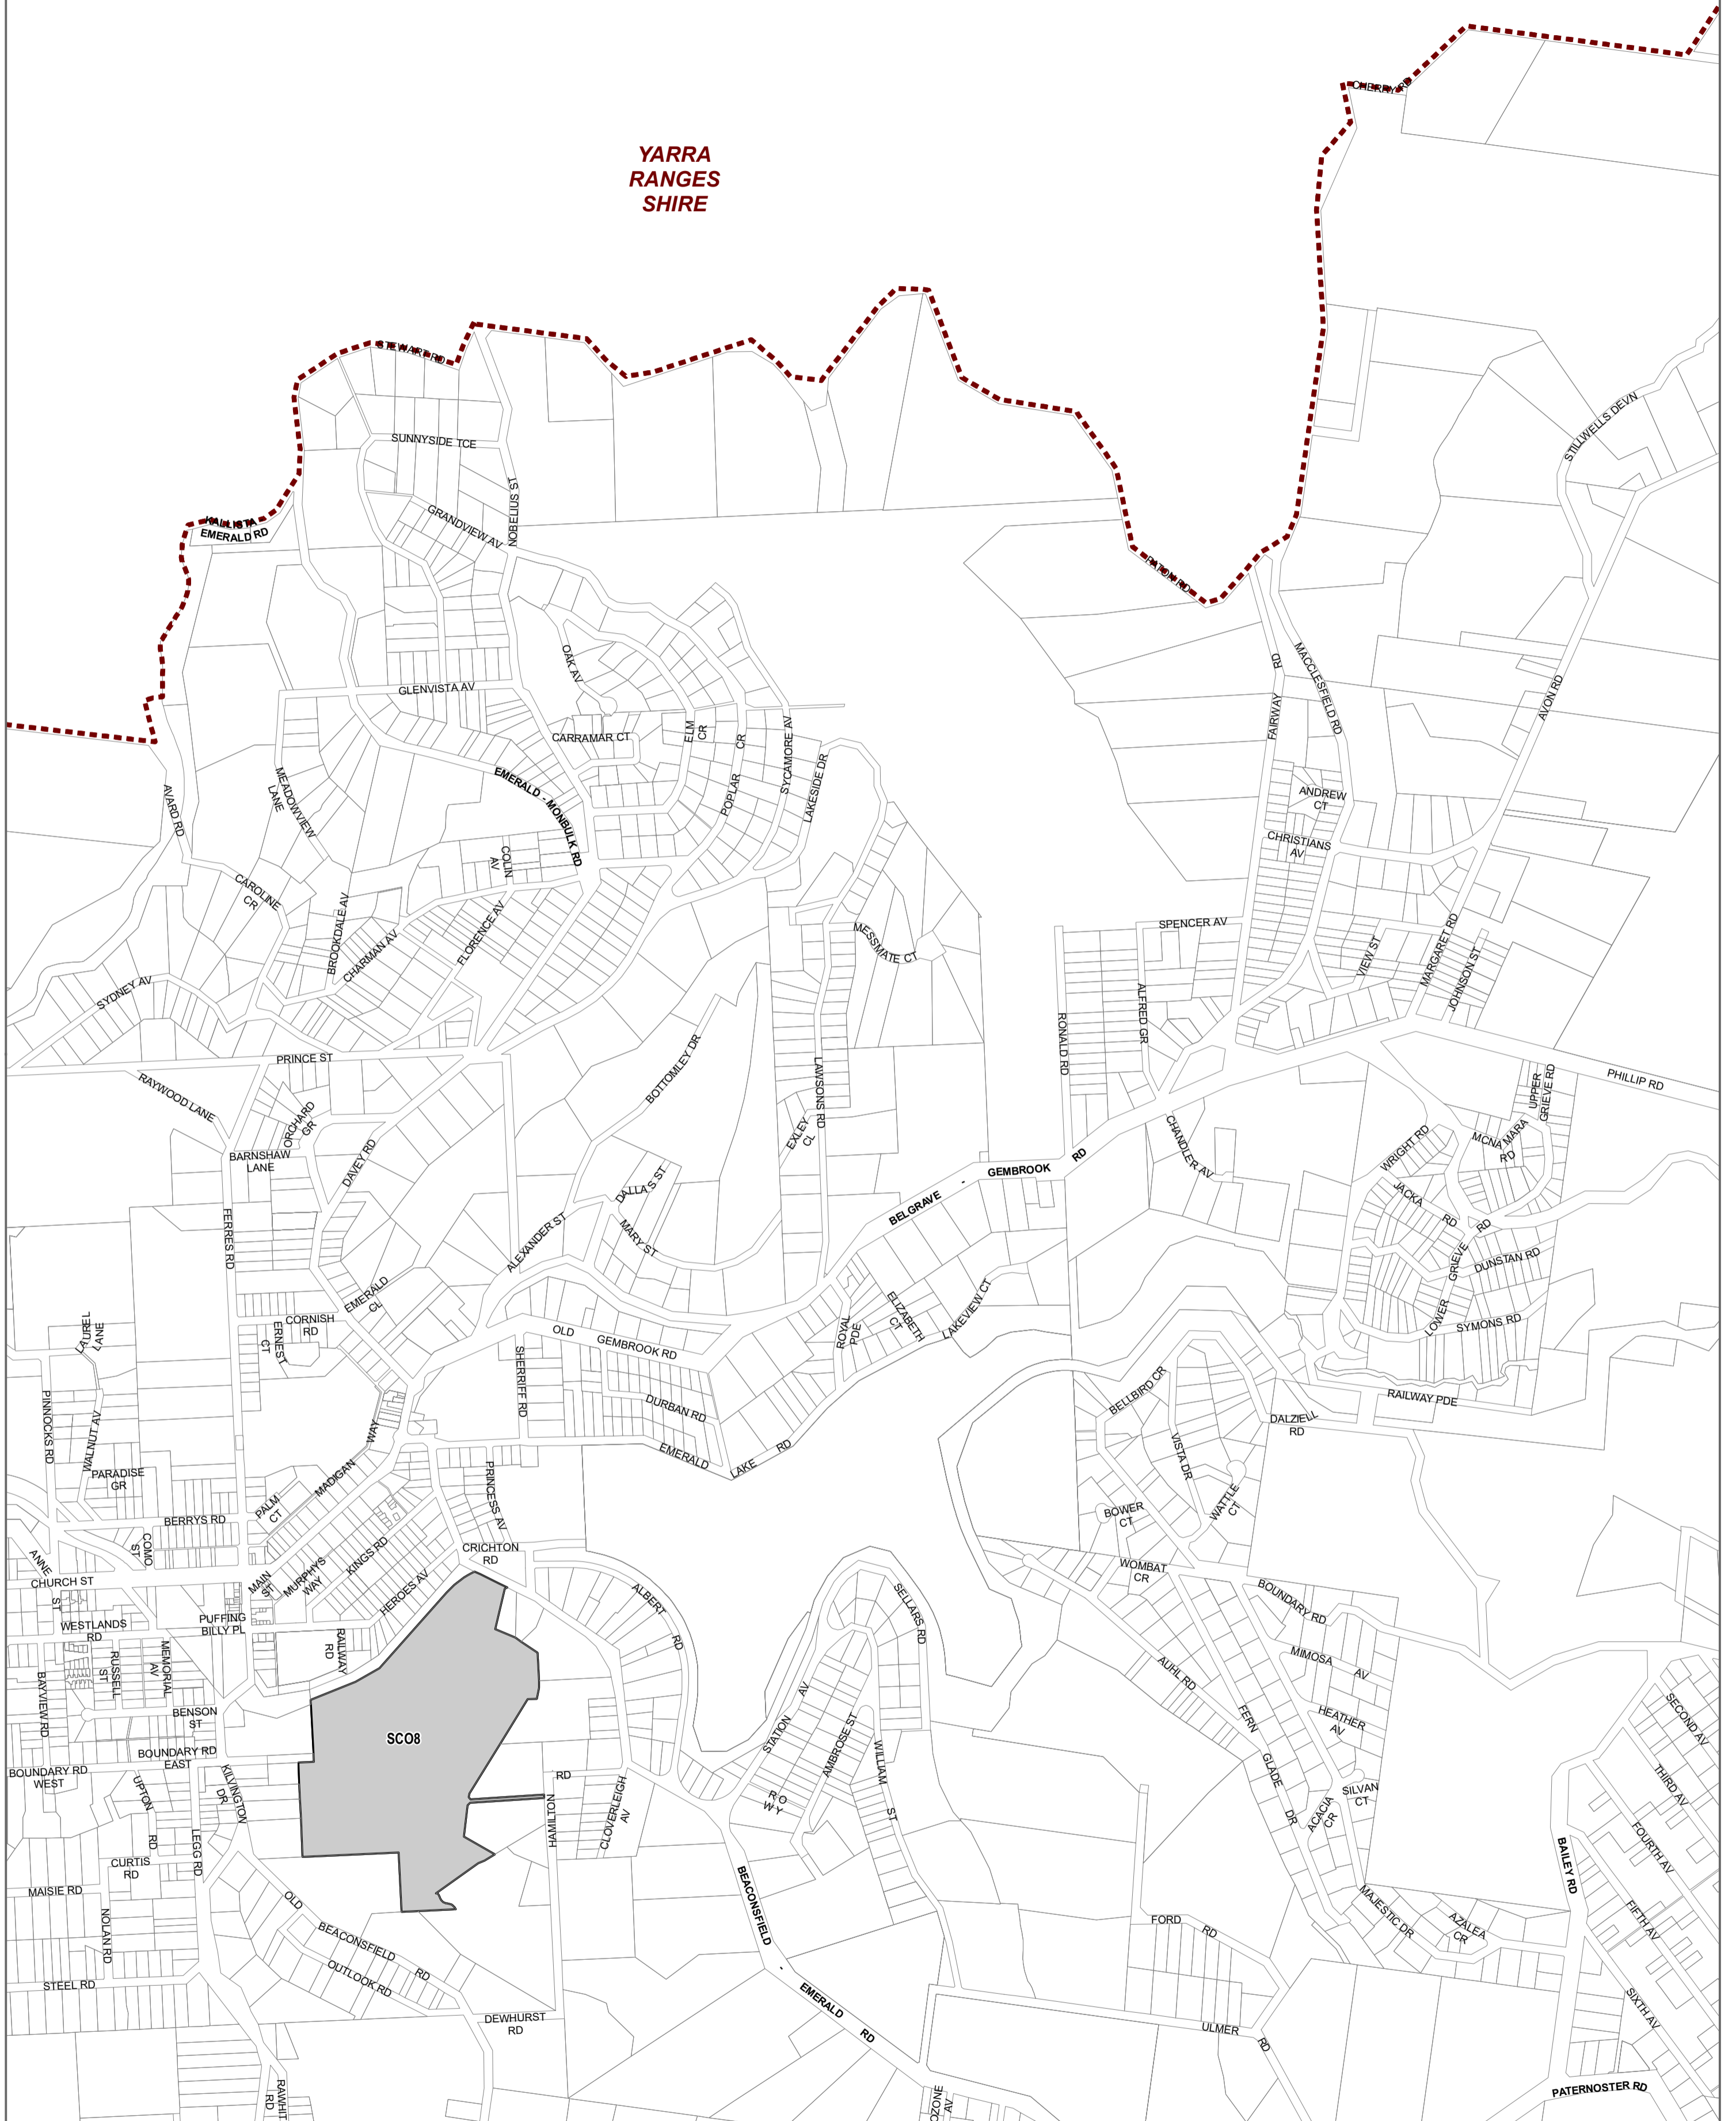 CHERRY RD
YARRA
RANGES
SHIRE
STEWART RD
STILLWELLS DEVN
SUNNYSIDE TCE
NOBELIUS ST
GRANDVIEW AV
KALLISTA
EMERALD RD
PATON RD
OAK AV
RD
MACCLESFIELD RD
GLENVISTA AV
AVON RD
FAIRWAY
ELM
CR
CARRAMAR CT
CR
SYCAMORE AV
POPLAR
LAKESIDE DR
EMERALD - MONBULK RD
MEADOWVIEW
LANE
AVARD RD
ANDREW
CT
CHRISTIANS
AV
COLIN
AV
CAROLINE
CR
BROOKDALE AV
CHARMAN AV
FLORENCE AV
MESSMATE CT
SPENCER AV
VIEW ST
MARGARET RD
JOHNSON ST
SYDNEY AV
ALFRED GR
RONALD RD
BOTTOMLEY DR
LAWSONS RD
PRINCE ST
RAYWOOD LANE
PHILLIP RD
UPPER
GRIEVE RD
ORCHARD
GR
EXLEY
CL
CHANDLER AV
WRIGHT RD
MCNAMARA
RD
BARNSHAW
LANE
DAVEY RD
GEMBROOK
RD
BELGRAVE
-
DALLA S ST
JACKA
RD
RD
FERRES RD
ALEXANDER ST
MARY ST
GRIEVE
LOWER
DUNSTAN RD
EMERALD
CL
ELIZABETH
CT
LAKEVIEW CT
SYMONS RD
LAUREL
LANE
CORNISH
RD
ERNEST
CT
OLD
GEMBROOK RD
ROYAL
PDE
SHERRIFF RD
BELLBIRD CR
RAILWAY PDE
PINNOCKS RD
WALNUT AV
DURBAN RD
WAY
DALZIELL
RD
EMERALD
LAKE
RD
VISTA DR
PARADISE
GR
MADIGAN
PALM
CT
PRINCESS AV
WATTLE
CT
BOWER
CT
BERRYS RD
COMO
ST
KINGS RD
CRICHTON
RD
ANNE
ST
CHURCH ST
MAIN
ST
MURPHYS
WAY
HEROES AV
ALBERT
RD
SELLARS RD
WOMBAT
CR
BOUNDARY RD
WESTLANDS
RD
PUFFING
BILLY PL
RAILWAY
RD
RUSSELL
ST
MEMORIAL
AV
MIMOSA
AV
AUHL RD
BAYVIEW RD
BENSON
ST
STATION
AV
AMBROSE ST
FERN
GLADE
DR
HEATHER
AV
SECOND AV
SCO8
BOUNDARY RD
EAST
BOUNDARY RD
WEST
UPTON
RD
KILVINGTON
DR
RD
HAMILTON
CLOVERLEIGH
AV
WILLIAM
ST
R O
W Y
SILVAN
CT
ACACIA
CR
THIRD AV
FOURTH AV
LEGG RD
CURTIS
RD
MAISIE RD
BEACONSFIELD
-
EMERALD
RD
BAILEY RD
MAJESTIC DR
AZALEA
CR
FIFTH AV
NOLAN RD
OLD
BEACONSFIELD
RD
OUTLOOK RD
FORD
RD
STEEL RD
SIXTH AV
DEWHURST
RD
ULMER
RD
RAWHIT
RD
OZONE
AV
PATERNOSTER RD